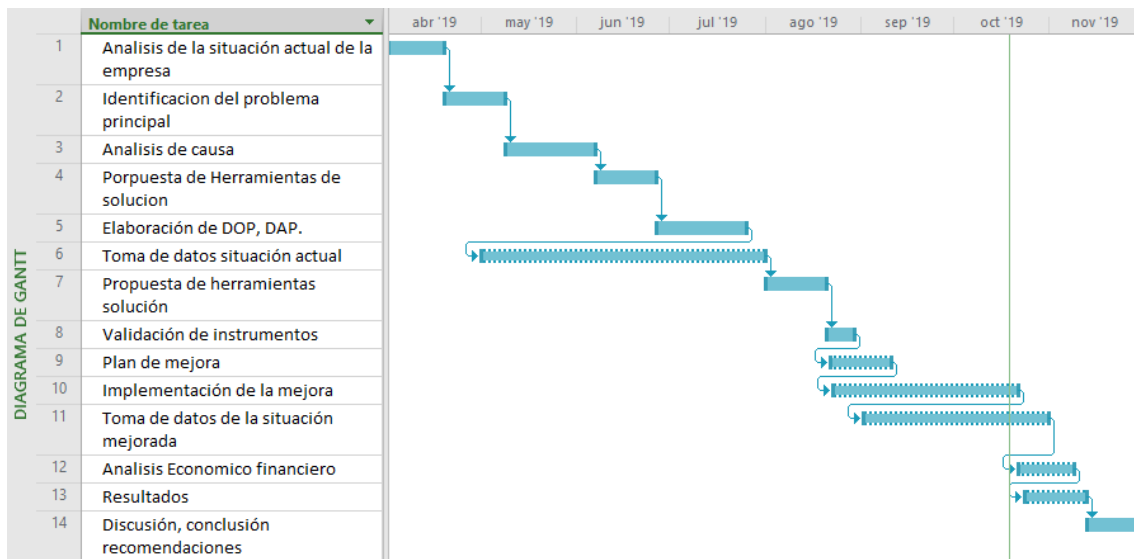 Nombre de tarea
abr '19 may '19 jun '19 jul '19 ago '19 sep '19 oct '19 nov '19
1 Analisis de la situación actual de la
empresa
2 Identificacion del problema
principal
3 Analisis de causa
4 Porpuesta de Herramientas de
solucion
5 Elaboración de DOP, DAP.
6 Toma de datos situación actual
7 Propuesta de herramientas
solución
8 Validación de instrumentos
9 Plan de mejora
10 Implementación de la mejora
11 Toma de datos de la situación
mejorada
12 Analisis Economico financiero
13 Resultados
14 Discusión, conclusión
recomendaciones
DIAGRAMA DE GANTT